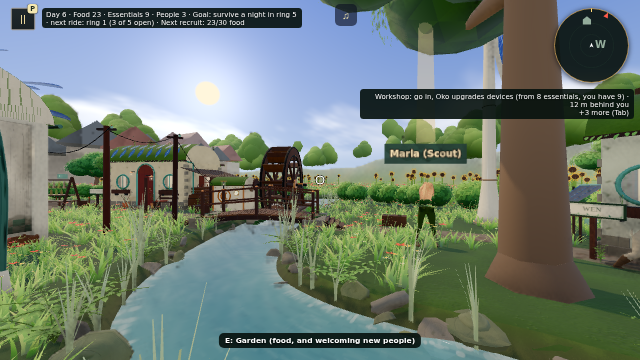 P
Day 6 · Food 23 · Essentials 9 · People 3 · Goal: survive a night in ring 5
· next ride: ring 1 (3 of 5 open) · Next recruit: 23/30 food
W
Workshop: go in, Oko upgrades devices (from 8 essentials, you have 9) ·
12 m behind you
+3 more (Tab)
Maria (Scout)
E: Garden (food, and welcoming new people)